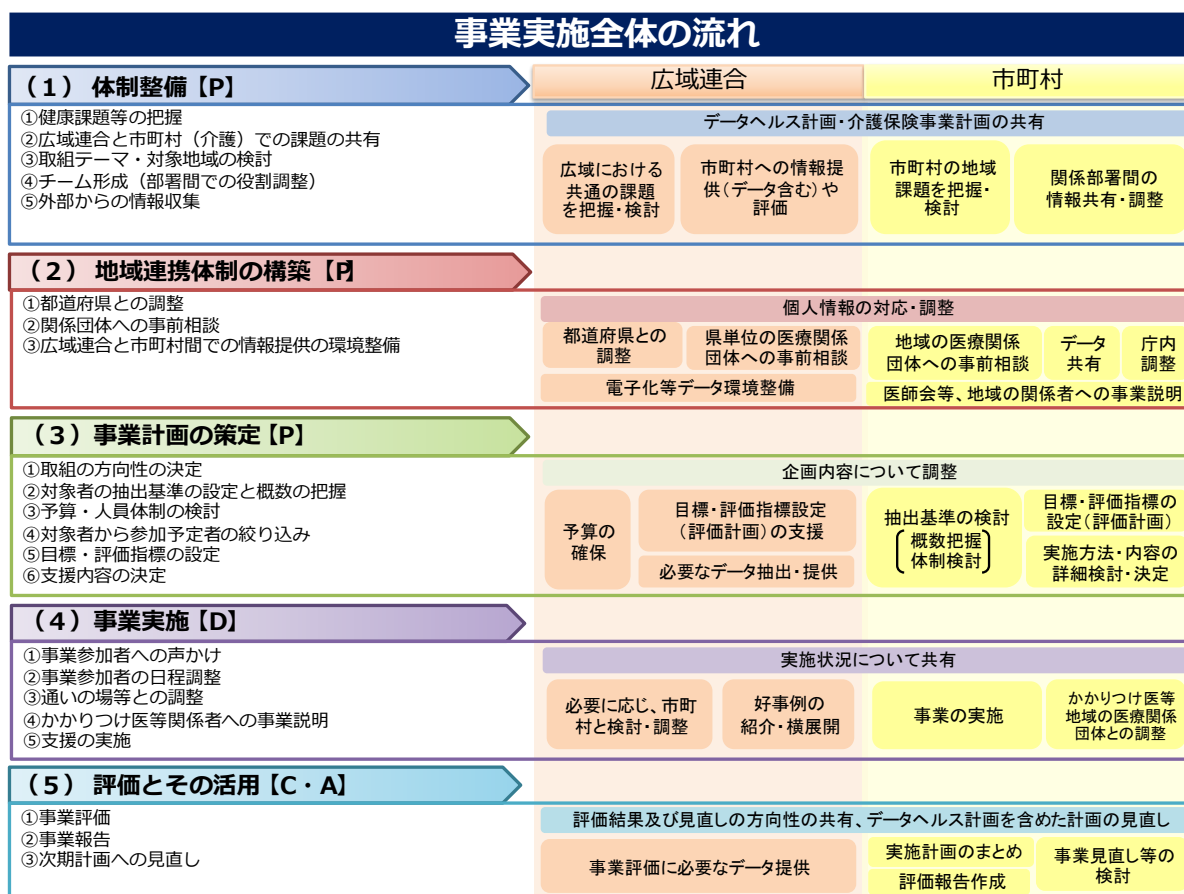 事業実施全体の流れ
（１） 体制整備【P】
広域連合
市町村
①健康課題等の把握
②広域連合と市町村（介護）での課題の共有
③取組テーマ・対象地域の検討
④チーム形成（部署間での役割調整）
⑤外部からの情報収集
データヘルス計画・介護保険事業計画の共有
広域における
共通の課題
を把握・検討
市町村への情報提
供（データ含む）や
評価
市町村の地域
課題を把握・
検討
関係部署間の
情報共有・調整
（２） 地域連携体制の構築【P】
①都道府県との調整
②関係団体への事前相談
③広域連合と市町村間での情報提供の環境整備
個人情報の対応・調整
都道府県との
調整
県単位の医療関係
団体への事前相談
地域の医療関係
団体への事前相談
データ
共有
庁内
調整
電子化等データ環境整備
医師会等、地域の関係者への事業説明
（３）事業計画の策定【P】
①取組の方向性の決定
②対象者の抽出基準の設定と概数の把握
③予算・人員体制の検討
④対象者から参加予定者の絞り込み
⑤目標・評価指標の設定
⑥支援内容の決定
企画内容について調整
予算の
確保
目標・評価指標設定
（評価計画）の支援
必要なデータ抽出・提供
抽出基準の検討
概数把握
体制検討
目標・評価指標の
設定（評価計画）
実施方法・内容の
詳細検討・決定
（４）事業実施【D】
①事業参加者への声かけ
②事業参加者の日程調整
③通いの場等との調整
④かかりつけ医等関係者への事業説明
⑤支援の実施
実施状況について共有
必要に応じ、市町
村と検討・調整
好事例の
紹介・横展開
事業の実施
かかりつけ医等
地域の医療関係
団体との調整
（５） 評価とその活用【C・A】
①事業評価
②事業報告
③次期計画への見直し
評価結果及び見直しの方向性の共有、データヘルス計画を含めた計画の見直し
事業評価に必要なデータ提供
実施計画のまとめ
評価報告作成
事業見直し等の
検討